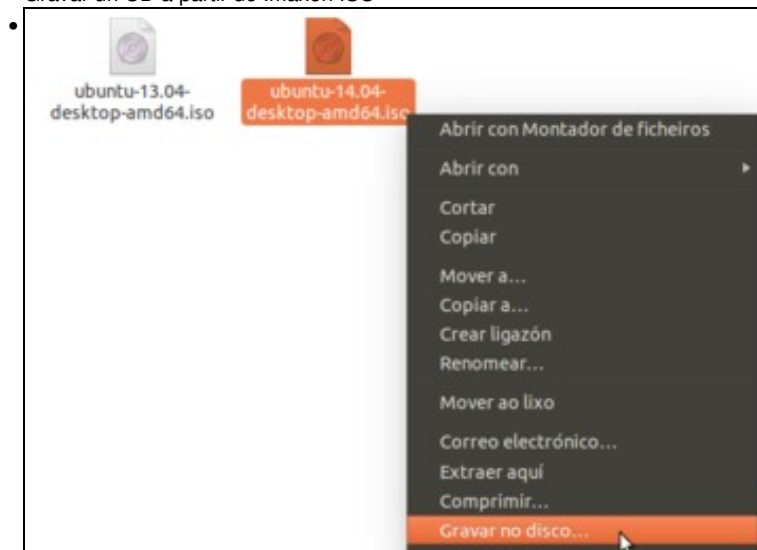 Gravar un CD a partir do imaxen ISO
ubuntu-13.04-
desktop-amd64.iso
ubuntu-14.04-
desktop-amd64.iso
Abrir con Montador de ficheiros
Abrir con
Cortar
Copiar
Mover a...
Copiar a...
Crear ligazón
Renomear...
Mover ao lixo
Correo electrónico...
Extraer aquí
Comprimir...
Gravar no disco...